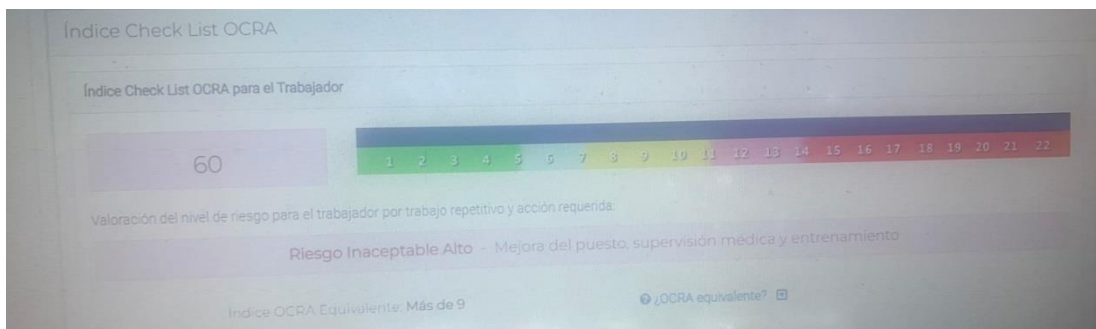 Índice Check List OCRA
Índice Check List OCRA para el Trabajador
60
1 2 3 4 5 6 7 8 9 10 11 12 13 14 15 16 17 18 19 20 21 22
Valoración del nivel de riesgo para el trabajador por trabajo repetitivo y acción requerida:
Riesgo Inaceptable Alto - Mejora del puesto, supervisión médica y entrenamiento
Índice OCRA Equivalente: Más de 9
¿OCRA equivalente?